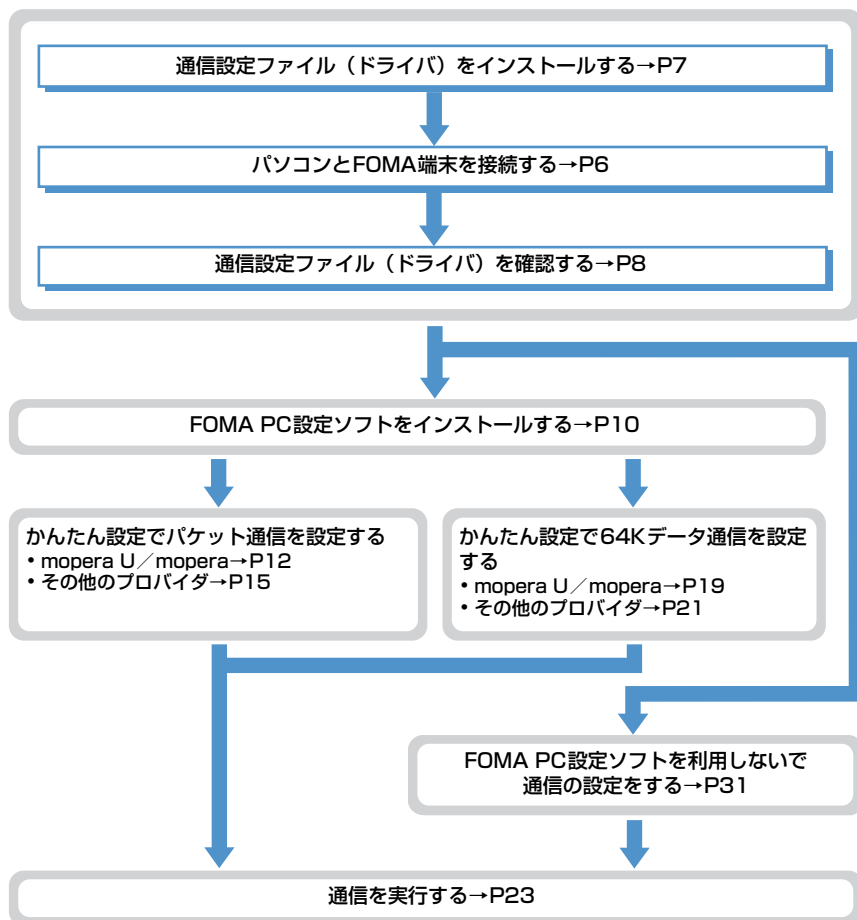 通信設定ファイル（ドライバ）をインストールする→P7
パソコンとFOMA端末を接続する→P6
通信設定ファイル（ドライバ）を確認する→P8
FOMA PC設定ソフトをインストールする→P10
かんたん設定でパケット通信を設定する
• mopera U／mopera→P12
• その他のプロバイダ→P15
かんたん設定で64Kデータ通信を設定
する
• mopera U／mopera→P19
• その他のプロバイダ→P21
FOMA PC設定ソフトを利用しないで
通信の設定をする→P31
通信を実行する→P23